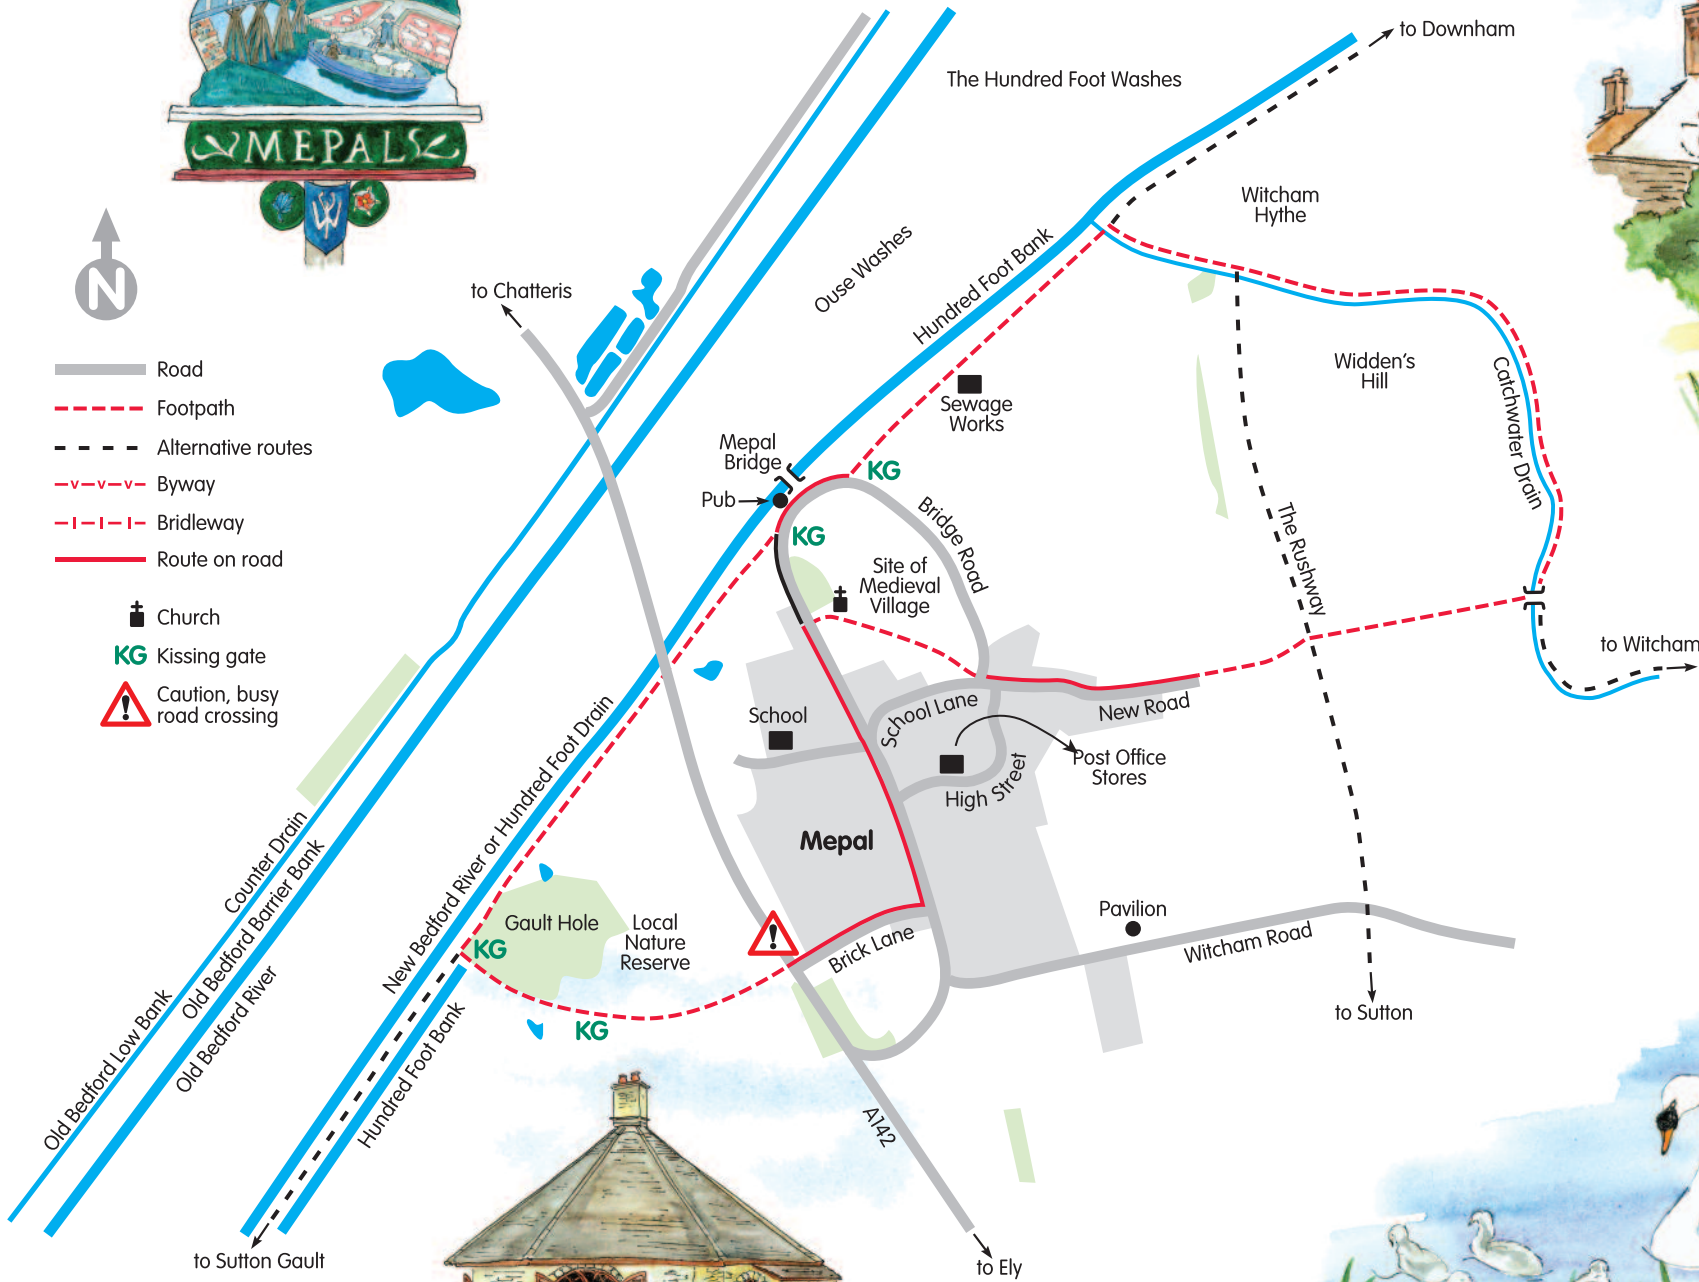 MEPAL
N
Road
Footpath
Alternative routes
Byway
Bridleway
Route on road
Church
KG Kissing gate
! Caution, busy
road crossing
to Chatteris
The Hundred Foot Washes
to Downham
Witcham
Hythe
Ouse Washes
Hundred Foot Bank
Widden's
Hill
Catchwater Drain
Sewage
Works
Mepal
Bridge
Pub
KG
KG
Bridge Road
Site of
Medieval
Village
The Rushway
to Witcham
School
School Lane
New Road
Post Office
Stores
High Street
Mepal
New Bedford River or Hundred Foot Drain
Counter Drain
Old Bedford Barrier Bank
Old Bedford River
Old Bedford Low Bank
Gault Hole
Local
Nature
Reserve
KG
KG
!
Brick Lane
Pavilion
Witcham Road
to Sutton
Hundred Foot Bank
A142
to Sutton Gault
to Ely